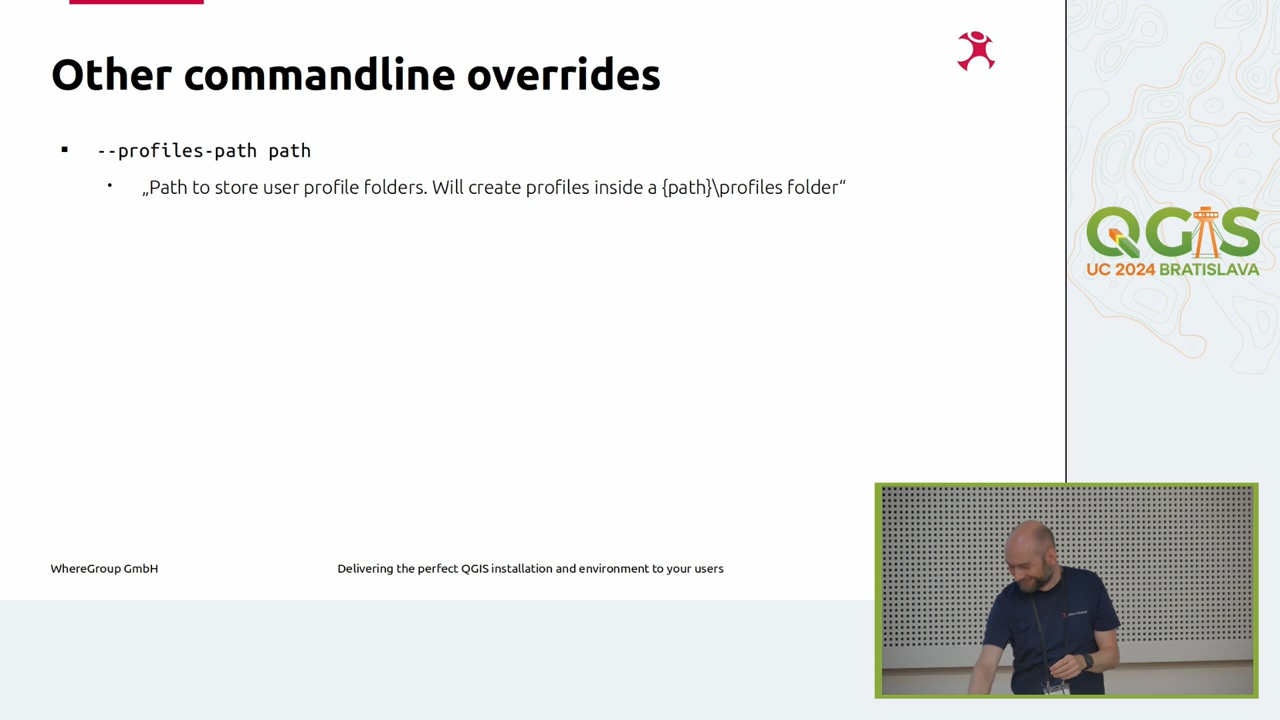 Other commandline overrides
▪ --profiles-path path
• „Path to store user profile folders. Will create profiles inside a {path}\profiles folder“
WhereGroup GmbH
Delivering the perfect QGIS installation and environment to your users
QGIS
UC 2024 BRATISLAVA